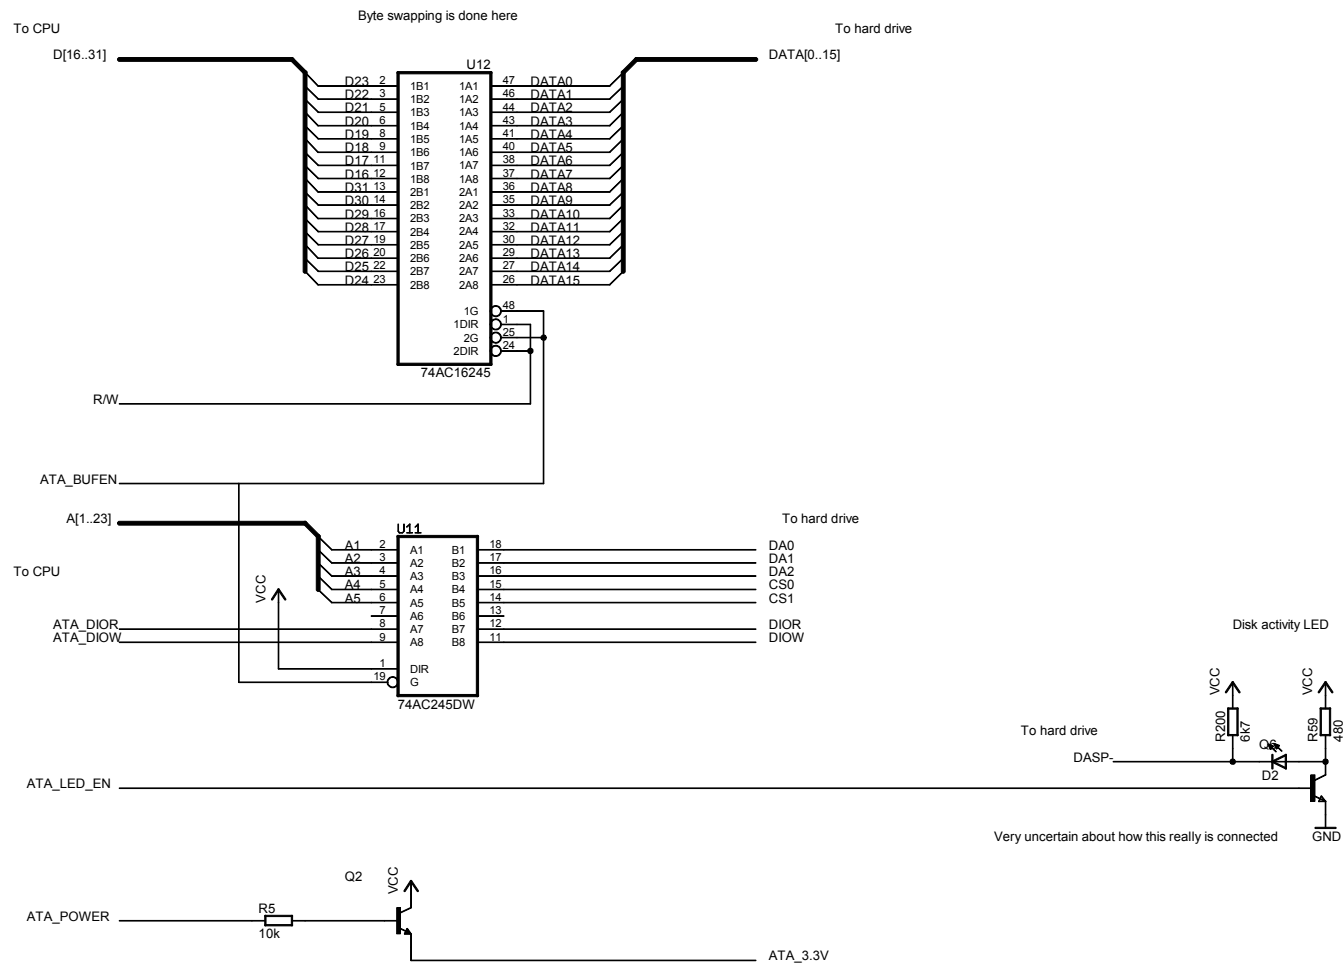 Byte swapping is done here
To CPU
To hard drive
D[16..31]
DATA[0..15]
U12
D23 2 1B1 1A1 47 DATA0
D22 3 1B2 1A2 46 DATA1
D21 5 1B3 1A3 44 DATA2
D20 6 1B4 1A4 43 DATA3
D19 8 1B5 1A5 41 DATA4
D18 9 1B6 1A6 40 DATA5
D17 11 1B7 1A7 38 DATA6
D16 12 1B8 1A8 37 DATA7
D31 13 2B1 2A1 36 DATA8
D30 14 2B2 2A2 35 DATA9
D29 16 2B3 2A3 33 DATA10
D28 17 2B4 2A4 32 DATA11
D27 19 2B5 2A5 30 DATA12
D26 20 2B6 2A6 29 DATA13
D25 22 2B7 2A7 27 DATA14
D24 23 2B8 2A8 26 DATA15
1G 48
1DIR 1
2G 25
2DIR 24
74AC16245
R/W
ATA_BUFEN
A[1..23]
To hard drive
U11
A1 2 A1 B1 18 DA0
A2 3 A2 B2 17 DA1
A3 4 A3 B3 16 DA2
A4 5 A4 B4 15 CS0
A5 6 A5 B5 14 CS1
To CPU
VCC
7 A6 B6 13
ATA_DIOR 8 A7 B7 12 DIOR
ATA_DIOW 9 A8 B8 11 DIOW
1 DIR
19 G
74AC245DW
Disk activity LED
VCC
VCC
R200
6k7
R59
480
To hard drive
DASP-
Q6
D2
ATA_LED_EN
Very uncertain about how this really is connected
GND
Q2
VCC
ATA_POWER
R5
10k
ATA_3.3V